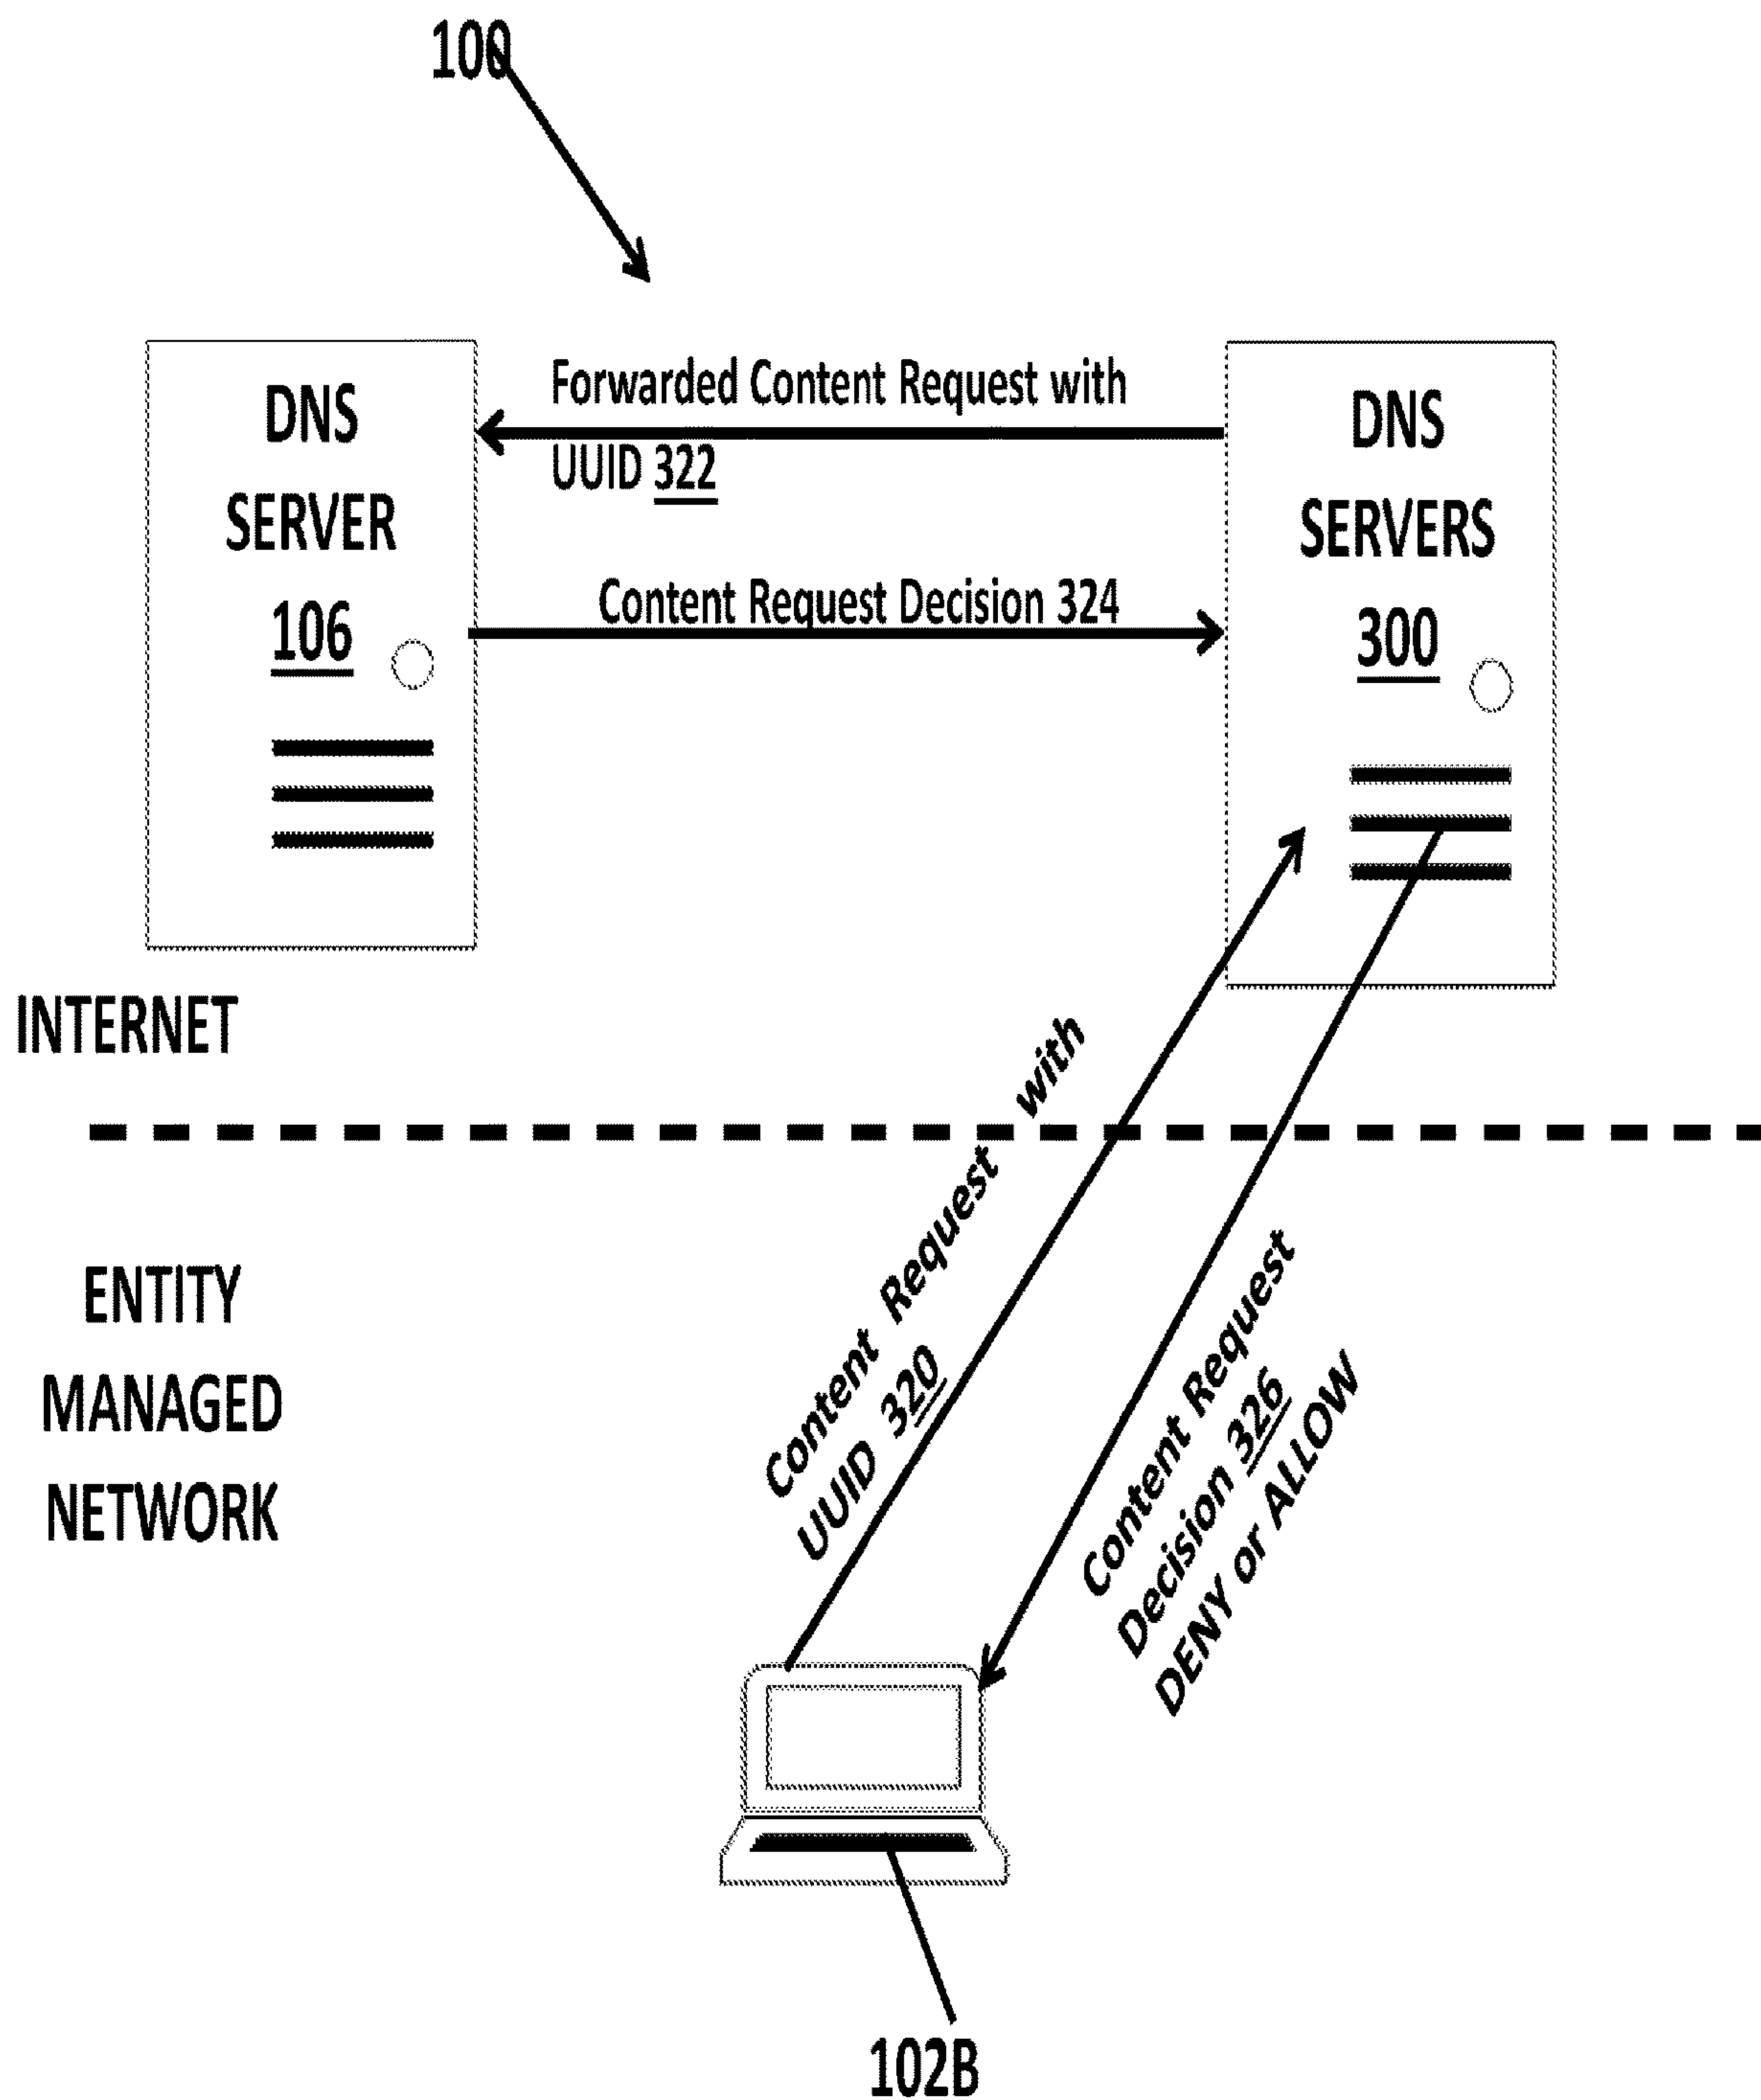 100
DNS
SERVER
106
Forwarded Content Request with
UUID 322
Content Request Decision 324
DNS
SERVERS
300
INTERNET
Content Request with
UUID 320
Content Request
Decision 326
DENY or ALLOW
ENTITY
MANAGED
NETWORK
102B